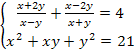 { (x+2y)/(x−y) + (x−2y)/(x+y) = 4
x² + xy + y² = 21